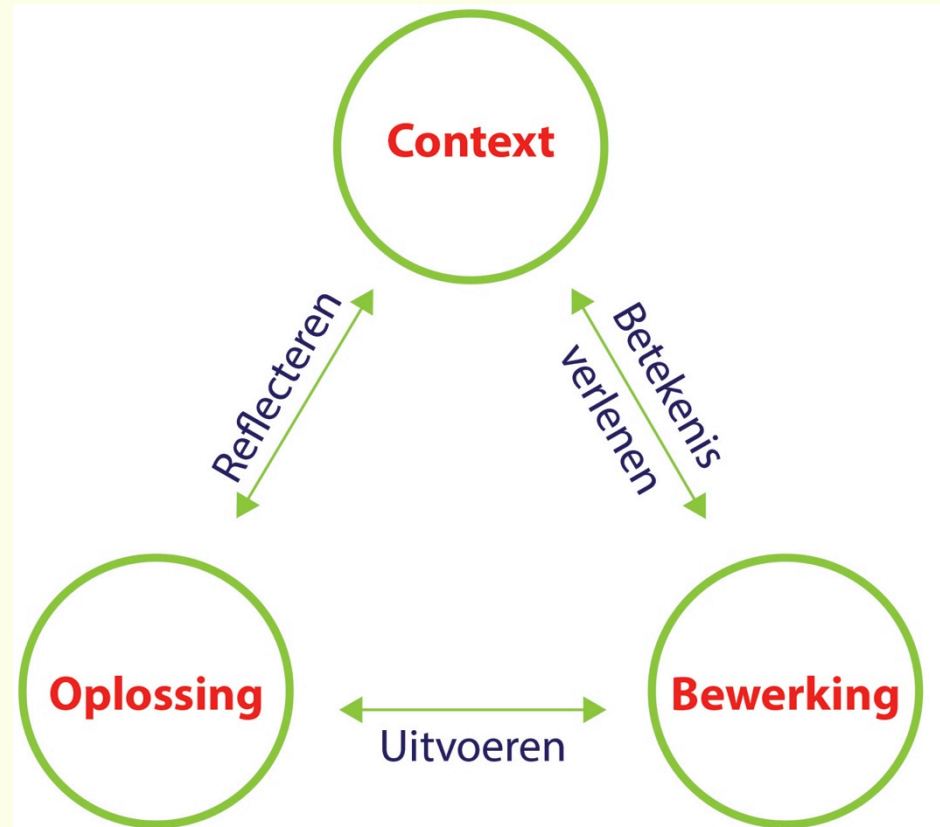 Context
Reflecteren
Betekenis
verlenen
Oplossing
Uitvoeren
Bewerking